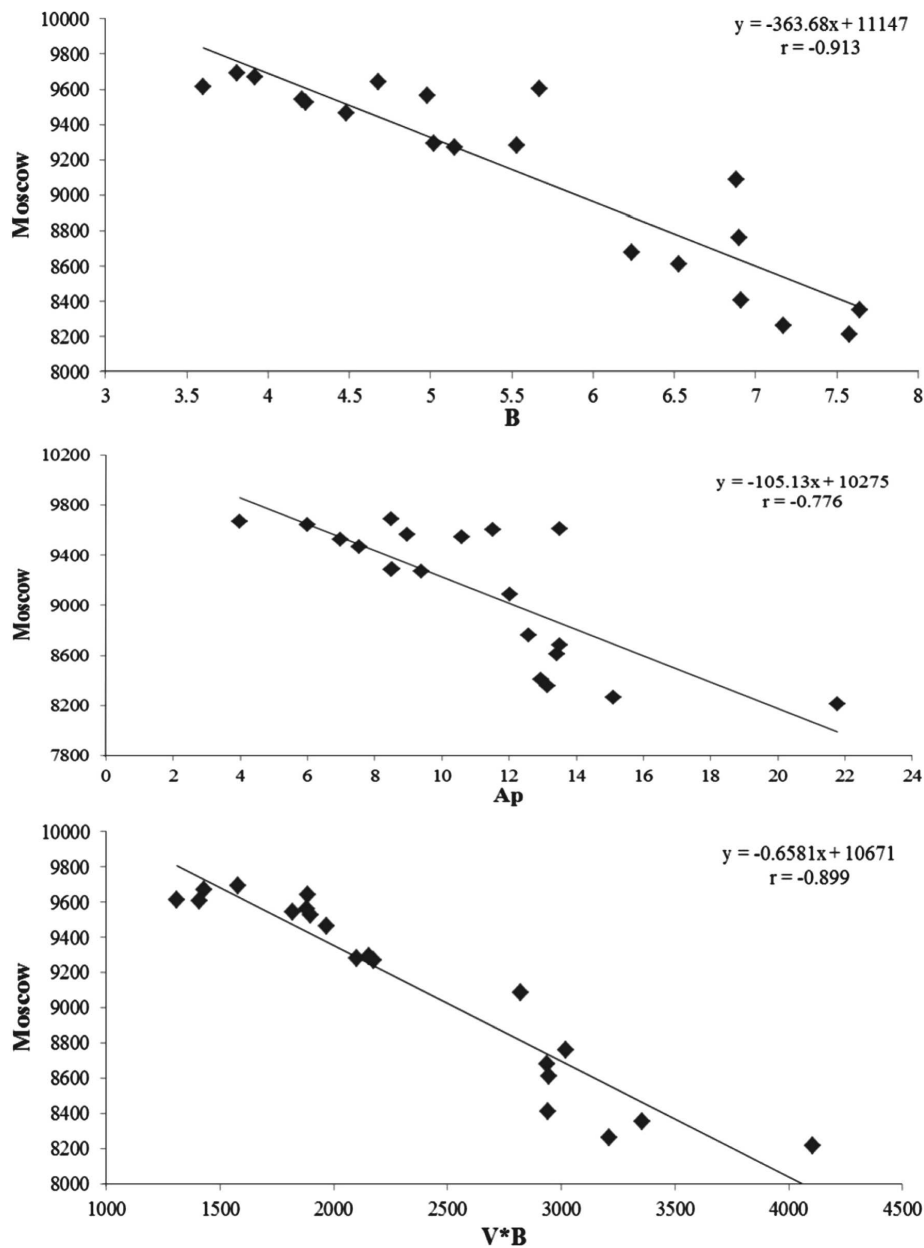 y = -363.68x + 11147
r = -0.913
10000
9800
9600
9400
9200
9000
8800
8600
8400
8200
8000
Moscow
3 3.5 4 4.5 5 5.5 6 6.5 7 7.5 8
B
y = -105.13x + 10275
r = -0.776
10200
9800
9400
9000
8600
8200
7800
Moscow
0 2 4 6 8 10 12 14 16 18 20 22 24
Ap
y = -0.6581x + 10671
r = -0.899
10000
9800
9600
9400
9200
9000
8800
8600
8400
8200
8000
Moscow
1000 1500 2000 2500 3000 3500 4000 4500
V*B